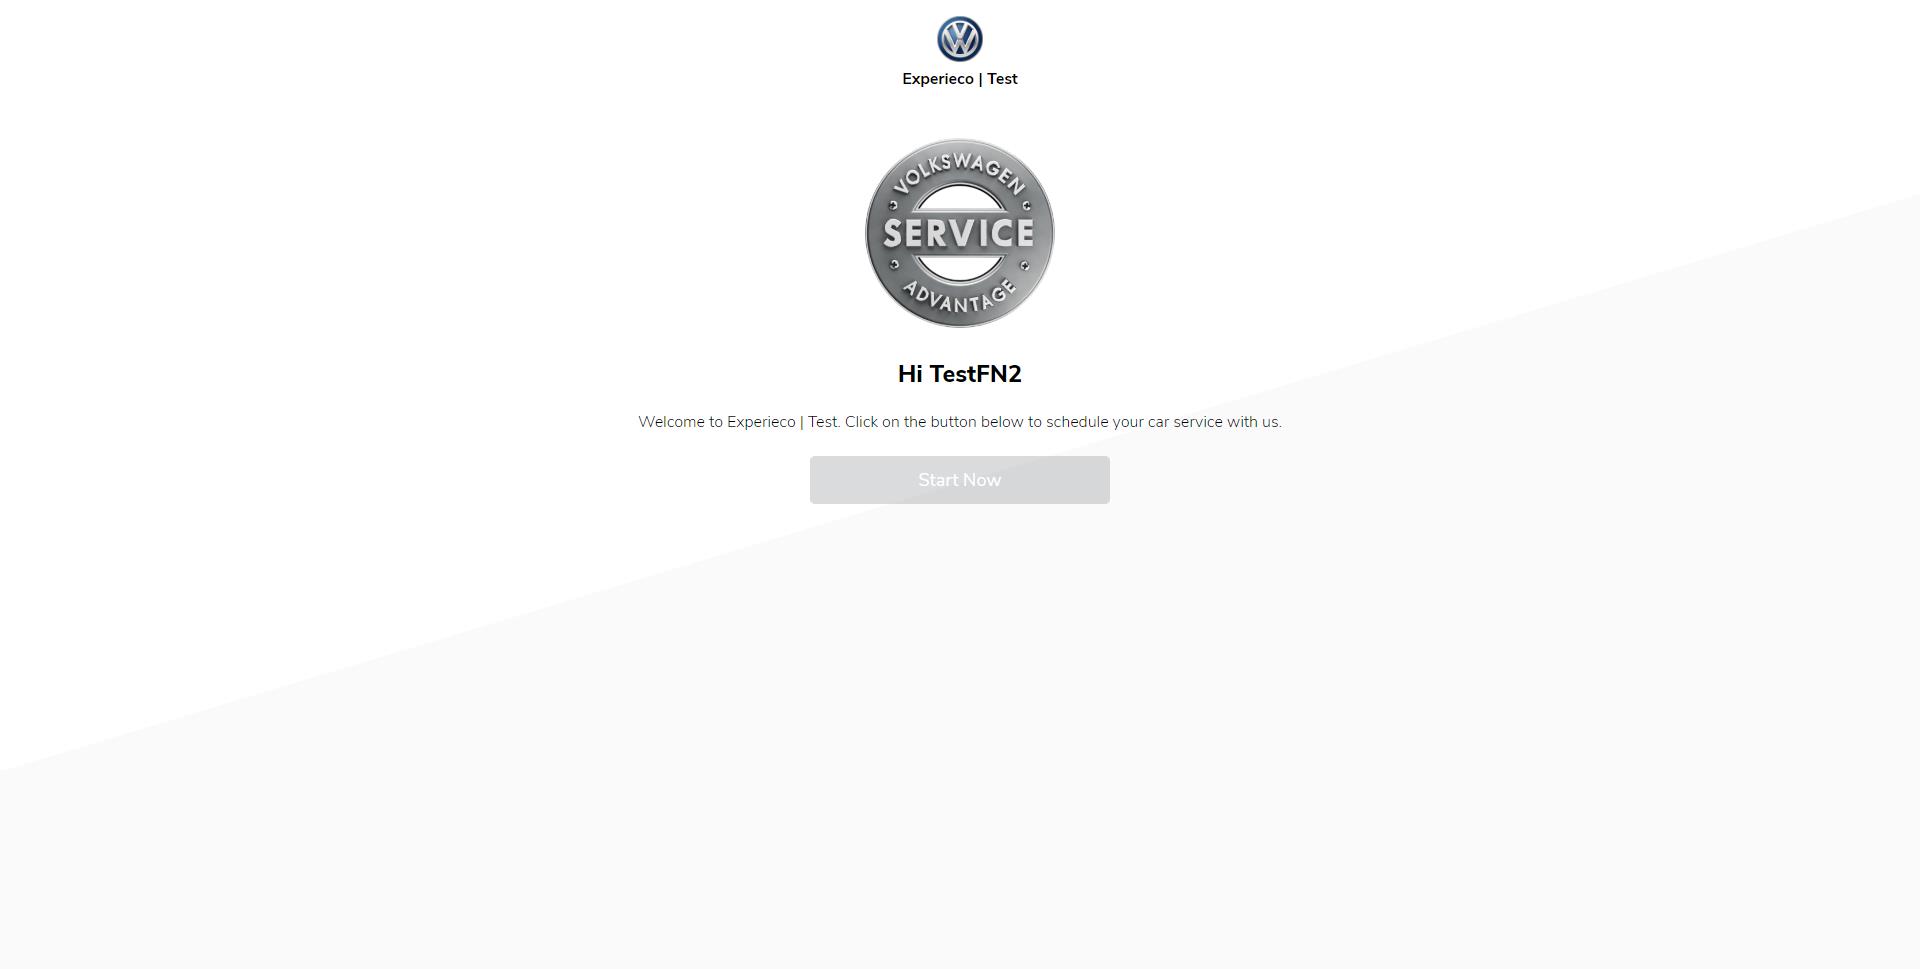 Experieco | Test
VOLKSWAGEN
SERVICE
ADVANTAGE
Hi TestFN2
Welcome to Experieco | Test. Click on the button below to schedule your car service with us.
Start Now